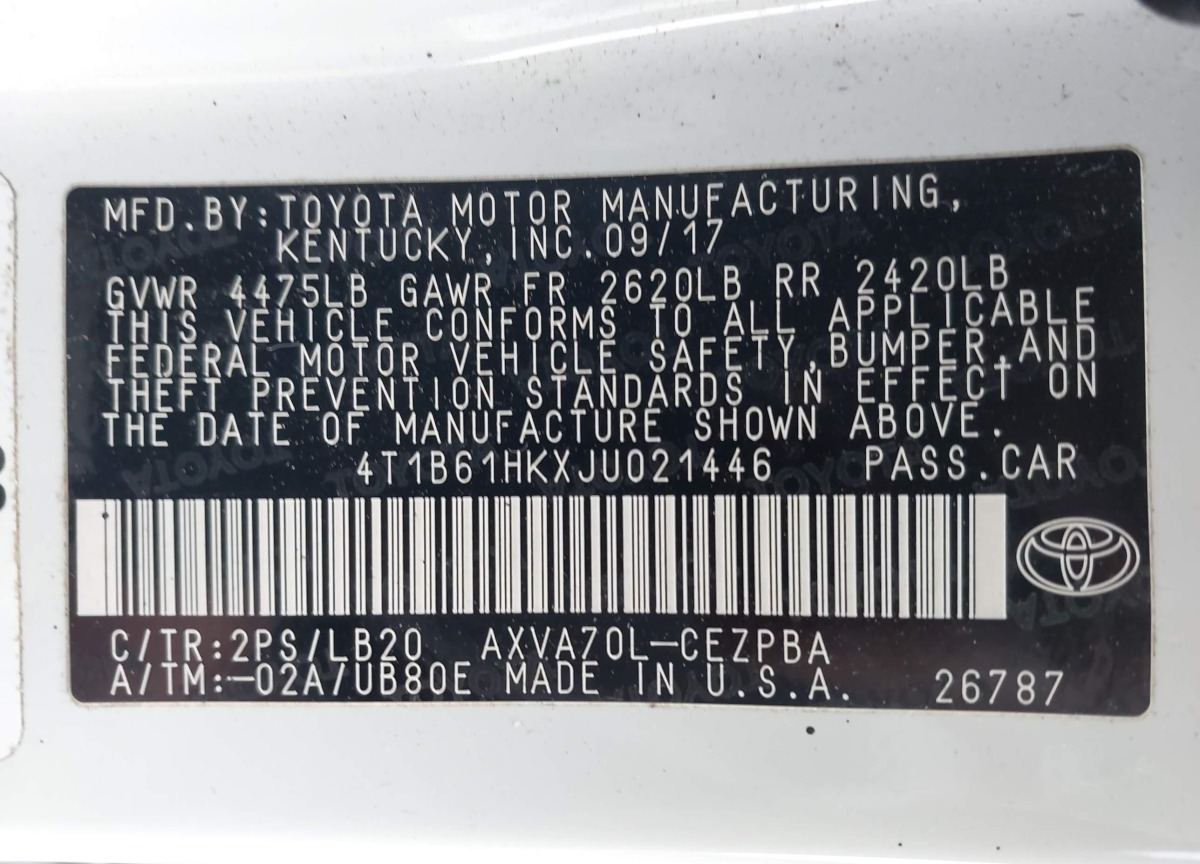 MFD.BY:TOYOTA MOTOR MANUFACTURING,
KENTUCKY,INC.09/17
GVWR 4475LB GAWR FR 2620LB RR 2420LB
THIS VEHICLE CONFORMS TO ALL APPLICABLE
FEDERAL MOTOR VEHICLE SAFETY,BUMPER,AND
THEFT PREVENTION STANDARDS IN EFFECT ON
THE DATE OF MANUFACTURE SHOWN ABOVE.
4T1B61HKXJU021446 PASS.CAR
C/TR:2PS/LB20 AXVA70L-CEZPBA
A/TM:-02A/UB80E MADE IN U.S.A. 26787